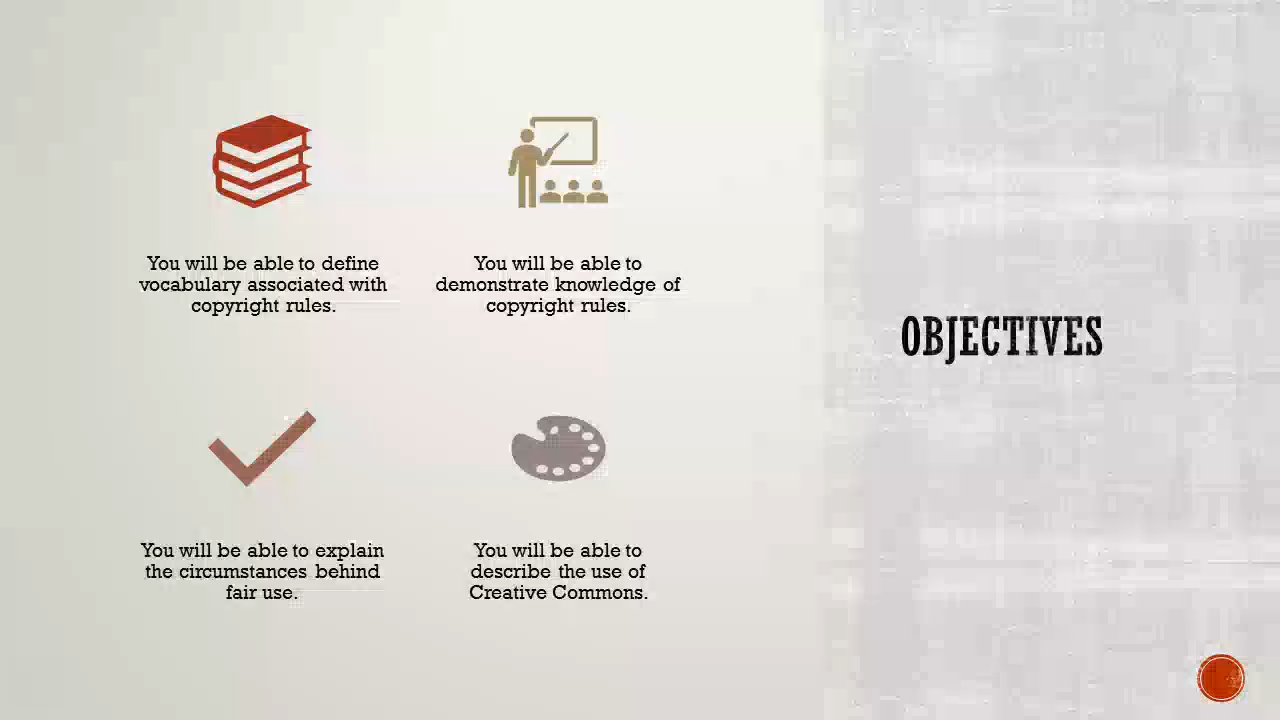 You will be able to define
vocabulary associated with
copyright rules.
You will be able to
demonstrate knowledge of
copyright rules.
You will be able to explain
the circumstances behind
fair use.
You will be able to
describe the use of
Creative Commons.
OBJECTIVES